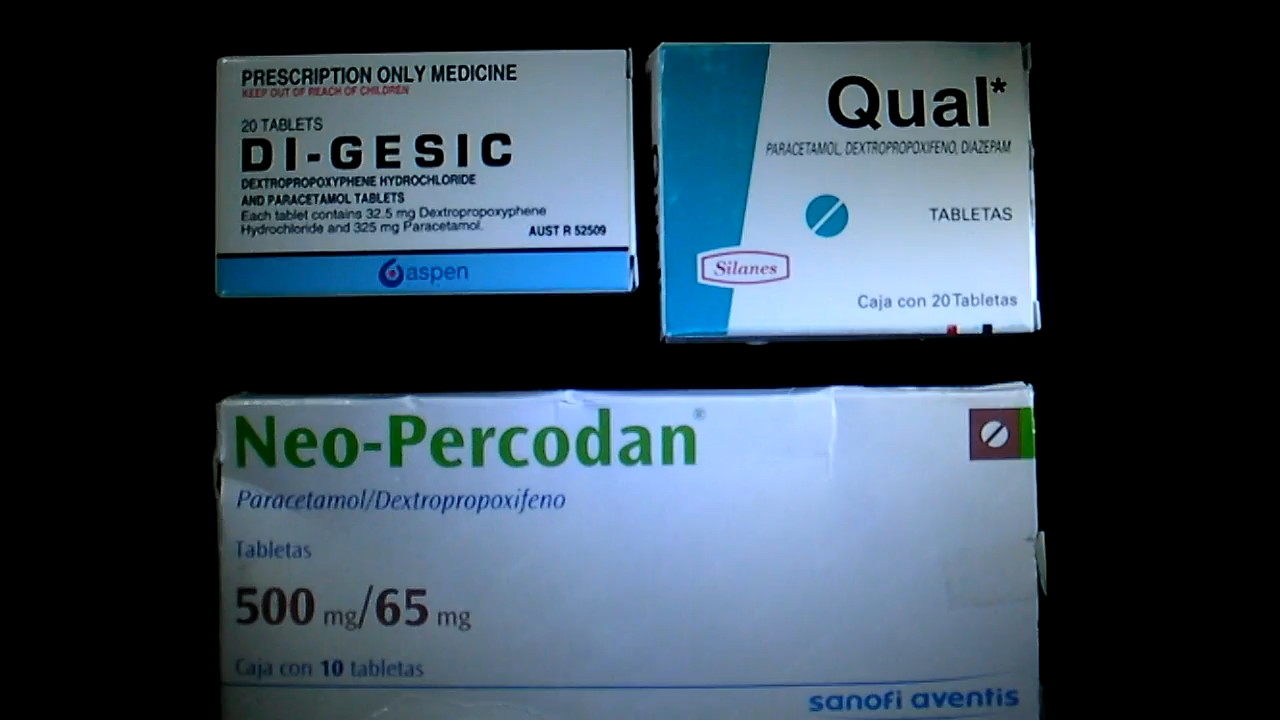 PRESCRIPTION ONLY MEDICINE
KEEP OUT OF REACH OF CHILDREN
20 TABLETS
DI-GESIC
DEXTROPROPOXYPHENE HYDROCHLORIDE
AND PARACETAMOL TABLETS
Each tablet contains 32.5 mg Dextropropoxyphene
Hydrochloride and 325 mg Paracetamol.
AUST R 52509
aspen
Qual*
PARACETAMOL, DEXTROPROPOXIFENO, DIAZEPAM
TABLETAS
Silanes
Caja con 20 Tabletas
Neo-Percodan®
Paracetamol/Dextropropoxifeno
Tabletas
500 mg/65 mg
Caja con 10 tabletas
sanofi aventis